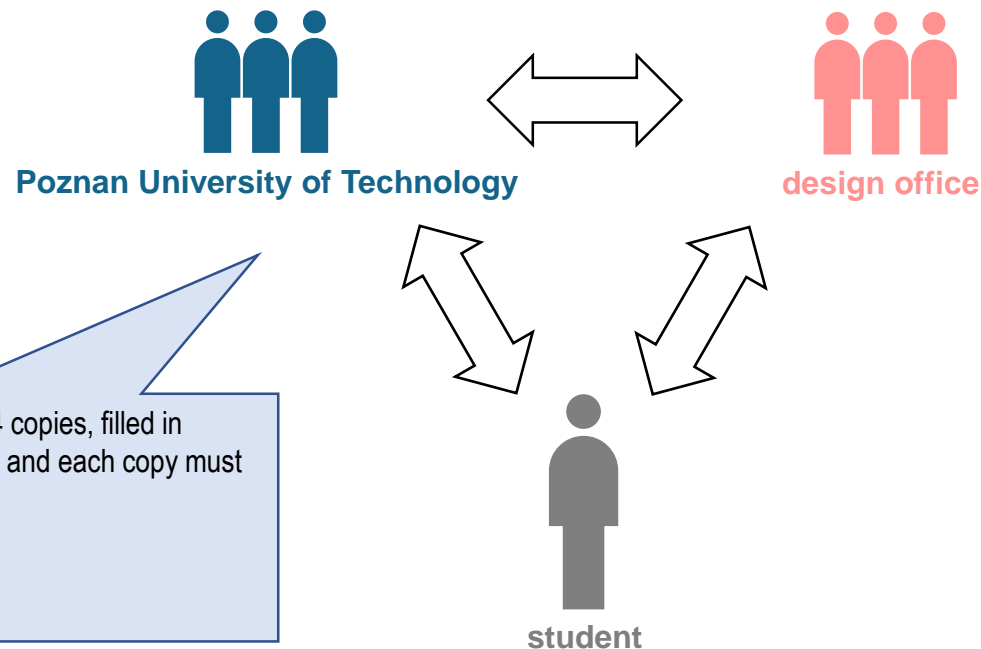 Poznan University of Technology
design office
copies, filled in
and each copy must
student